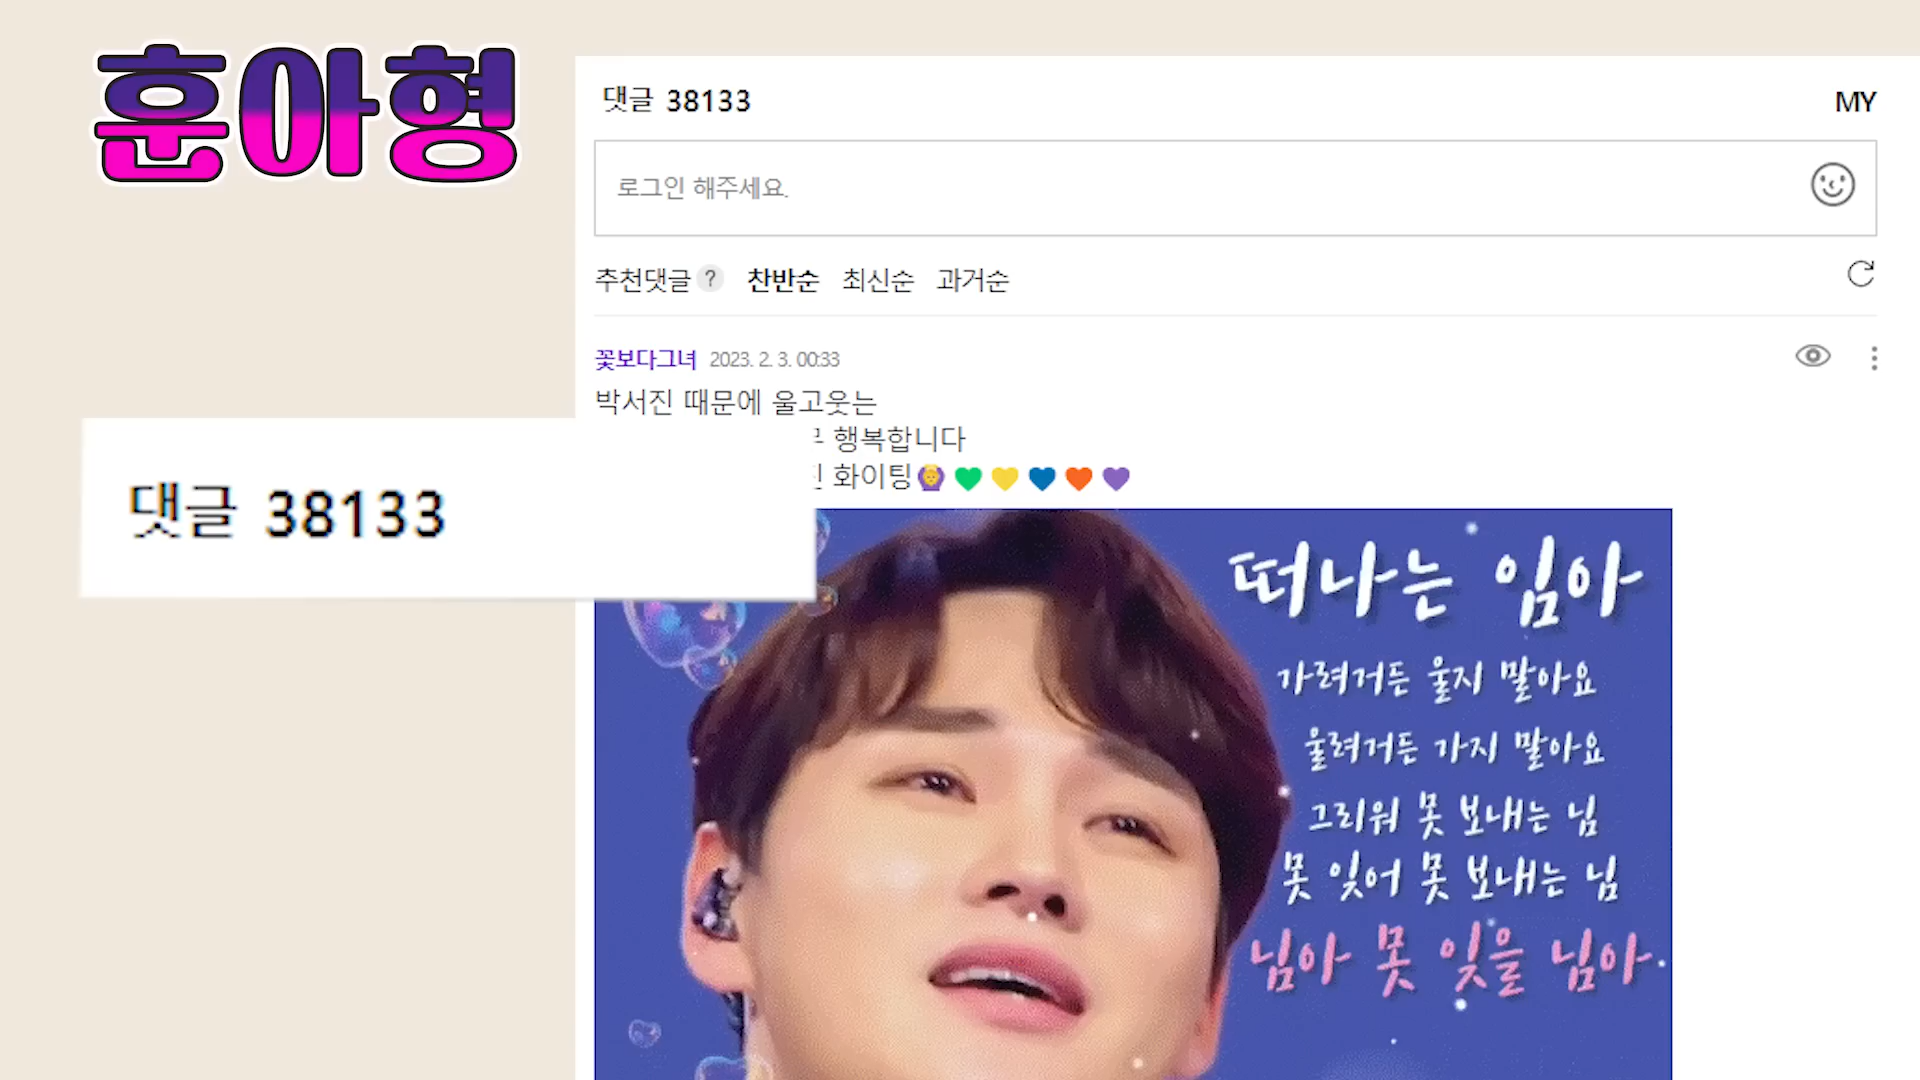 훈아형
댓글 38133
MY
로그인 해주세요.
추천댓글 ? 찬반순 최신순 과거순
꽃보다그녀 2023. 2. 3. 00:33
박서진 때문에 울고웃는
행복합니다
화이팅
댓글 38133
떠나는 임아
가려거든 울지 말아요
울려거든 가지 말아요
그리워 못 보내는 님
못 잊어 못 보내는 님
님아 못 잊을 님아